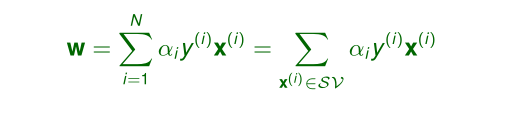 w = ∑_{i=1}^{N} α_i y^{(i)} x^{(i)} = ∑_{x^{(i)} ∈ 𝒮𝒱} α_i y^{(i)} x^{(i)}